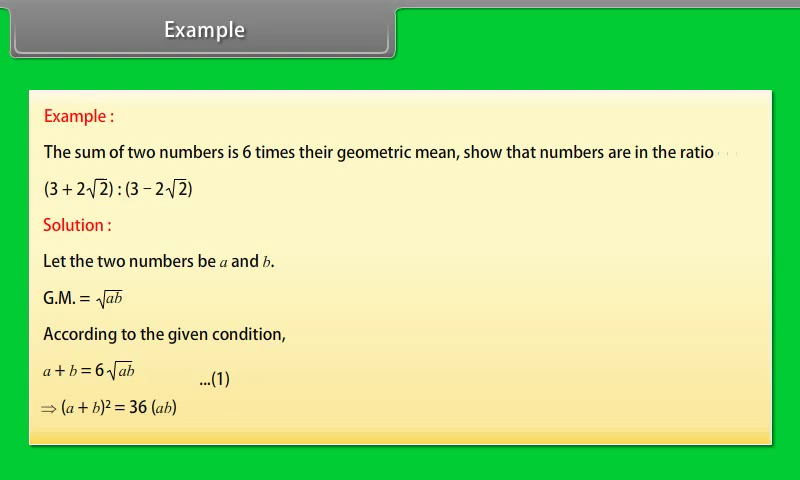 Example
Example :
The sum of two numbers is 6 times their geometric mean, show that numbers are in the ratio
(3 + 2√2) : (3 − 2√2)
Solution :
Let the two numbers be a and b.
G.M. = √ab
According to the given condition,
a + b = 6√ab ...(1)
⇒ (a + b)² = 36 (ab)